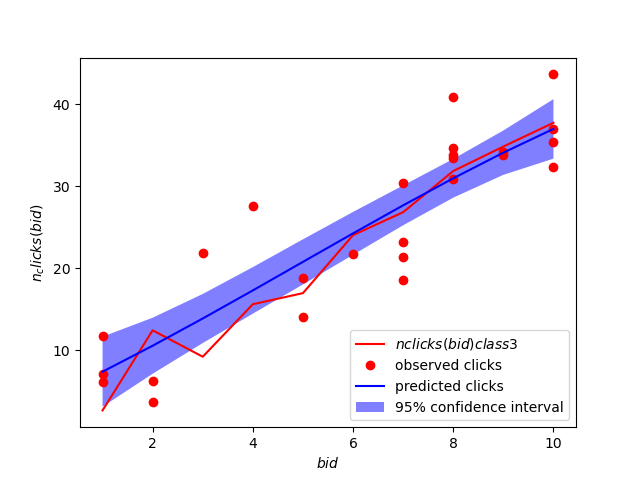 40
30
20
10
n_clicks(bid)
nclicks(bid)class3
observed clicks
predicted clicks
95% confidence interval
2 4 6 8 10
bid